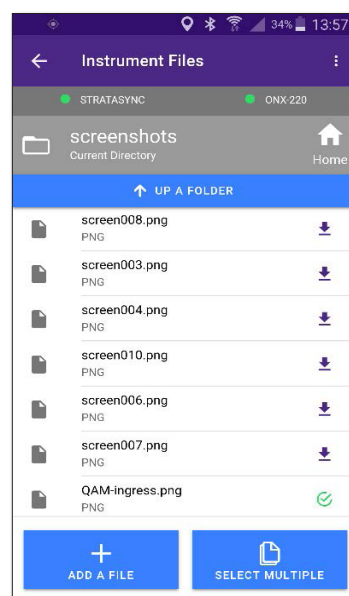 34% 13:57
Instrument Files
STRATASYNC ONX-220
screenshots
Current Directory
Home
UP A FOLDER
screen008.png
PNG
screen003.png
PNG
screen004.png
PNG
screen010.png
PNG
screen006.png
PNG
screen007.png
PNG
QAM-ingress.png
PNG
ADD A FILE SELECT MULTIPLE